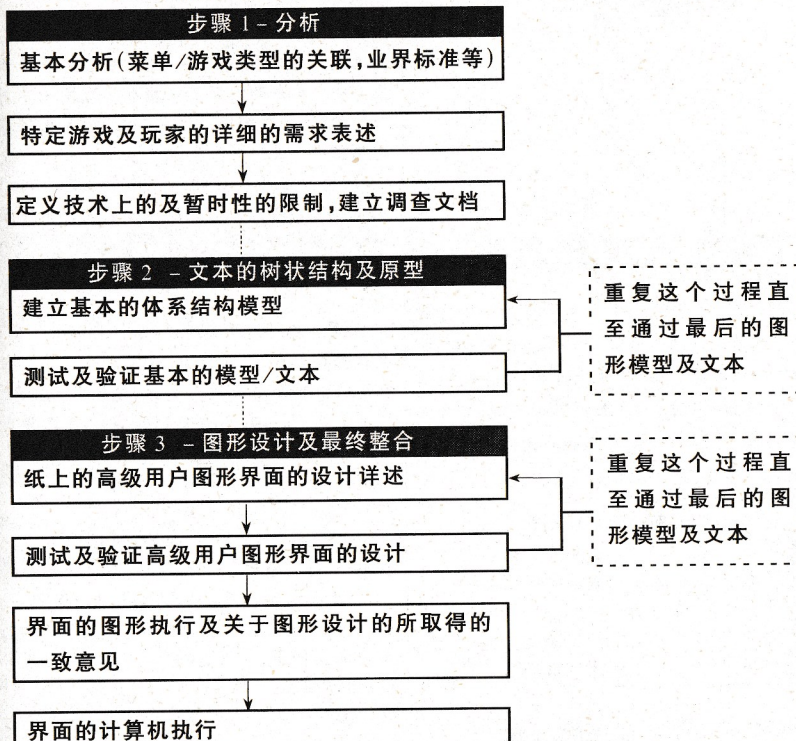 步骤 1-分析
基本分析(菜单/游戏类型的关联,业界标准等)
特定游戏及玩家的详细的需求表述
定义技术上的及暂时性的限制,建立调查文档
步骤 2 -文本的树状结构及原型
建立基本的体系结构模型
测试及验证基本的模型/文本
重复这个过程直
至通过最后的图
形模型及文本
步骤 3 -图形设计及最终整合
纸上的高级用户图形界面的设计详述
测试及验证高级用户图形界面的设计
重复这个过程直
至通过最后的图
形模型及文本
界面的图形执行及关于图形设计的所取得的
一致意见
界面的计算机执行